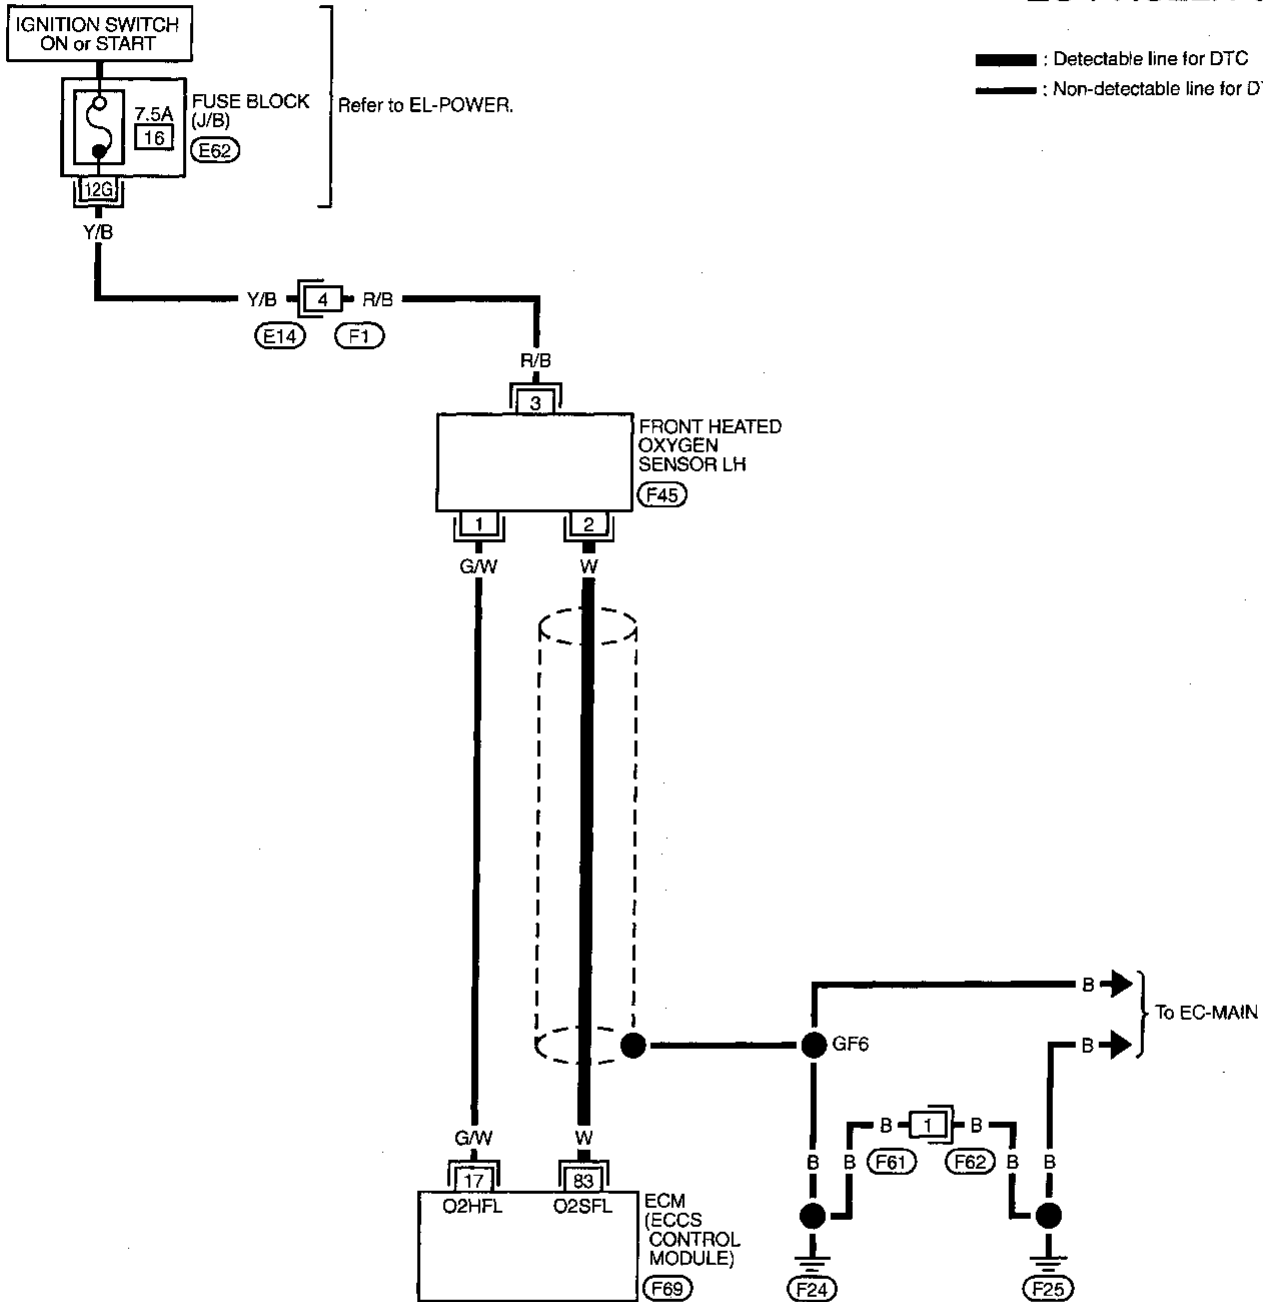 IGNITION SWITCH
ON or START
: Detectable line for DTC
: Non-detectable line for
7.5A
16
FUSE BLOCK
(J/B)
E62
Refer to EL-POWER.
12G
Y/B
Y/B
4
R/B
E14
F1
R/B
3
FRONT HEATED
OXYGEN
SENSOR LH
F45
1
2
G/W
W
B
To EC-MAIN
GF6
B
B
1
B
G/W
W
B
B
F61
F62
B
B
17
83
O2HFL
O2SFL
ECM
(ECCS
CONTROL
MODULE)
F69
F24
F25